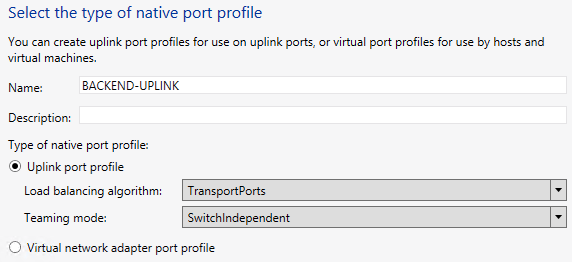 Select the type of native port profile
You can create uplink port profiles for use on uplink ports, or virtual port profiles for use by hosts and
virtual machines.
Name: BACKEND-UPLINK
Description:
Type of native port profile:
Uplink port profile
Load balancing algorithm: TransportPorts
Teaming mode: SwitchIndependent
Virtual network adapter port profile